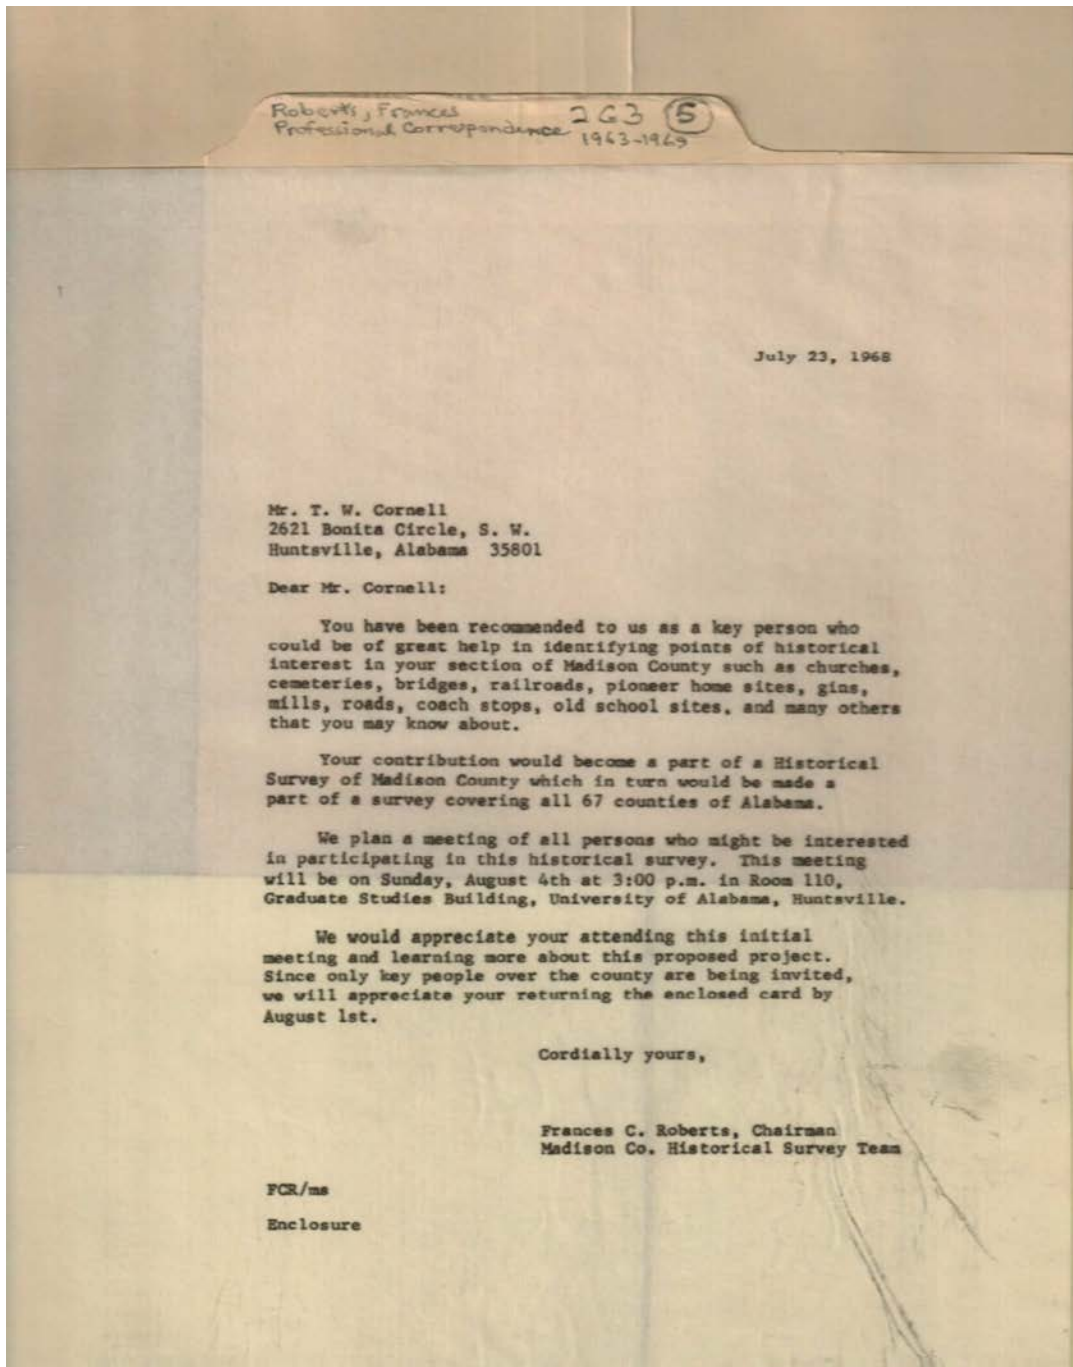 Roberts, Frances
Professional Correspondence
2G3 5
1963-1969
July 23, 1968
Mr. T. W. Cornell
2621 Bonita Circle, S. W.
Huntsville, Alabama 35801
Dear Mr. Cornell:
You have been recommended to us as a key person who
could be of great help in identifying points of historical
interest in your section of Madison County such as churches,
cemeteries, bridges, railroads, pioneer home sites, gins,
mills, roads, coach stops, old school sites, and many others
that you may know about.
Your contribution would become a part of a Historical
Survey of Madison County which in turn would be made a
part of a survey covering all 67 counties of Alabama.
We plan a meeting of all persons who might be interested
in participating in this historical survey. This meeting
will be on Sunday, August 4th at 3:00 p.m. in Room 110,
Graduate Studies Building, University of Alabama, Huntsville.
We would appreciate your attending this initial
meeting and learning more about this proposed project.
Since only key people over the county are being invited,
we will appreciate your returning the enclosed card by
August 1st.
Cordially yours,
Frances C. Roberts, Chairman
Madison Co. Historical Survey Team
FCR/ms
Enclosure